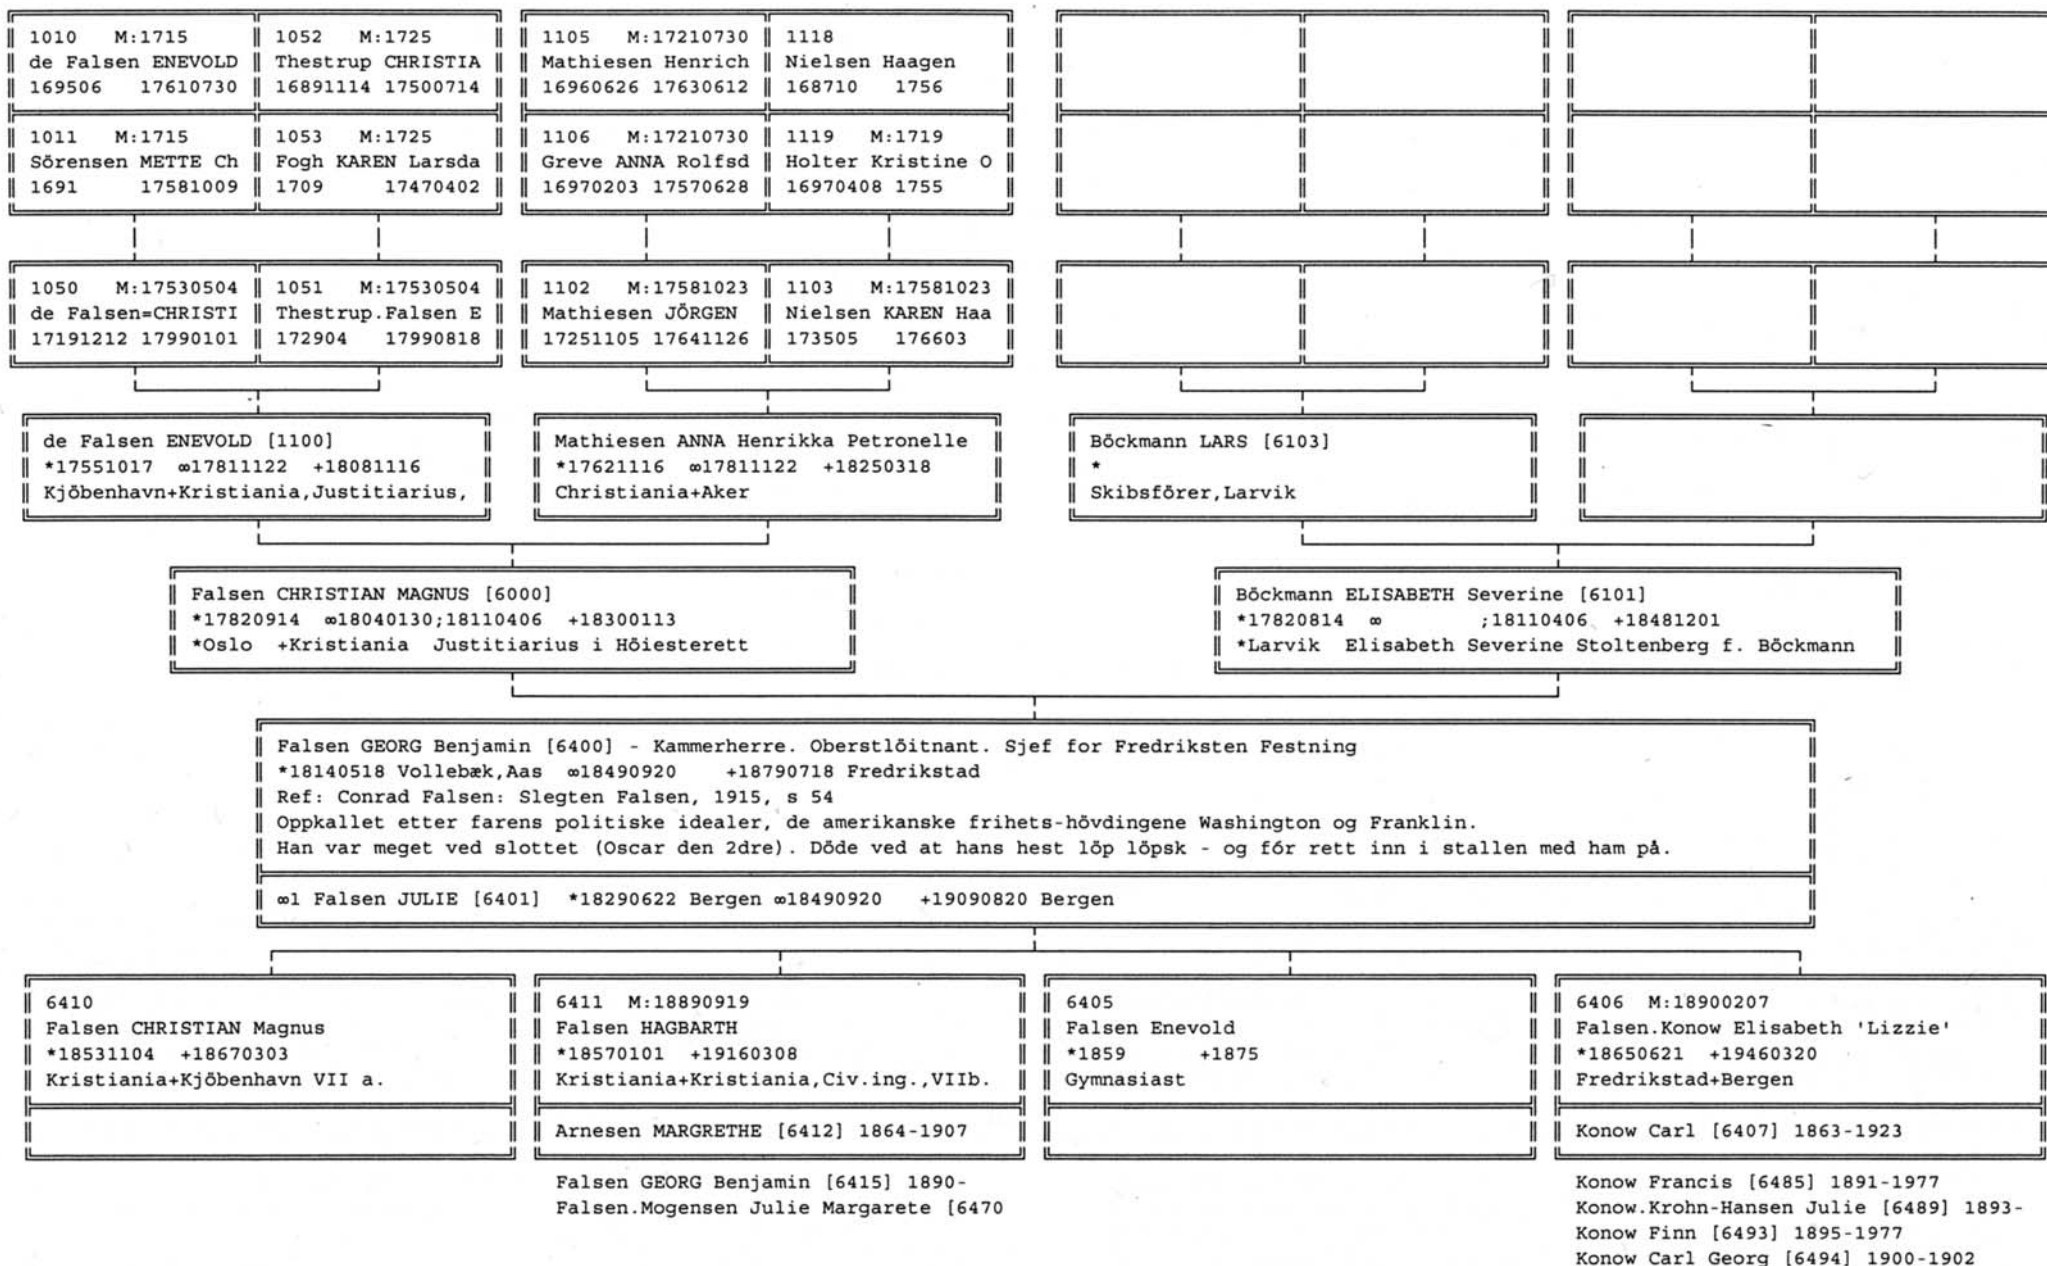 1010 M:1715
de Falsen ENEVOLD
169506 17610730
1052 M:1725
Thestrup CHRISTIA
16891114 17500714
1105 M:17210730
Mathiesen Henrich
16960626 17630612
1118
Nielsen Haagen
168710 1756
1011 M:1715
Sörensen METTE Ch
1691 17581009
1053 M:1725
Fogh KAREN Larsda
1709 17470402
1106 M:17210730
Greve ANNA Rolfsd
16970203 17570628
1119 M:1719
Holter Kristine O
16970408 1755
1050 M:17530504
de Falsen=CHRISTI
17191212 17990101
1051 M:17530504
Thestrup.Falsen E
172904 17990818
1102 M:17581023
Mathiesen JÖRGEN
17251105 17641126
1103 M:17581023
Nielsen KAREN Haa
173505 176603
de Falsen ENEVOLD [1100]
*17551017 ∞17811122 +18081116
Kjöbenhavn+Kristiania,Justitiarius,
Mathiesen ANNA Henrikka Petronelle
*17621116 ∞17811122 +18250318
Christiania+Aker
Böckmann LARS [6103]
*
Skibsförer,Larvik
Falsen CHRISTIAN MAGNUS [6000]
*17820914 ∞18040130;18110406 +18300113
*Oslo +Kristiania Justitiarius i Höiesterett
Böckmann ELISABETH Severine [6101]
*17820814 ∞ ;18110406 +18481201
*Larvik Elisabeth Severine Stoltenberg f. Böckmann
Falsen GEORG Benjamin [6400] - Kammerherre. Oberstlöitnant. Sjef for Fredriksten Festning
*18140518 Vollebæk,Aas ∞18490920 +18790718 Fredrikstad
Ref: Conrad Falsen: Slegten Falsen, 1915, s 54
Oppkallet etter farens politiske idealer, de amerikanske frihets-hövdingene Washington og Franklin.
Han var meget ved slottet (Oscar den 2dre). Döde ved at hans hest löp löpsk - og fór rett inn i stallen med ham på.
∞1 Falsen JULIE [6401] *18290622 Bergen ∞18490920 +19090820 Bergen
6410
Falsen CHRISTIAN Magnus
*18531104 +18670303
Kristiania+Kjöbenhavn VII a.
6411 M:18890919
Falsen HAGBARTH
*18570101 +19160308
Kristiania+Kristiania,Civ.ing.,VIIb.
Arnesen MARGRETHE [6412] 1864-1907
Falsen GEORG Benjamin [6415] 1890-
Falsen.Mogensen Julie Margarete [6470
6405
Falsen Enevold
*1859 +1875
Gymnasiast
6406 M:18900207
Falsen.Konow Elisabeth 'Lizzie'
*18650621 +19460320
Fredrikstad+Bergen
Konow Carl [6407] 1863-1923
Konow Francis [6485] 1891-1977
Konow.Krohn-Hansen Julie [6489] 1893-
Konow Finn [6493] 1895-1977
Konow Carl Georg [6494] 1900-1902